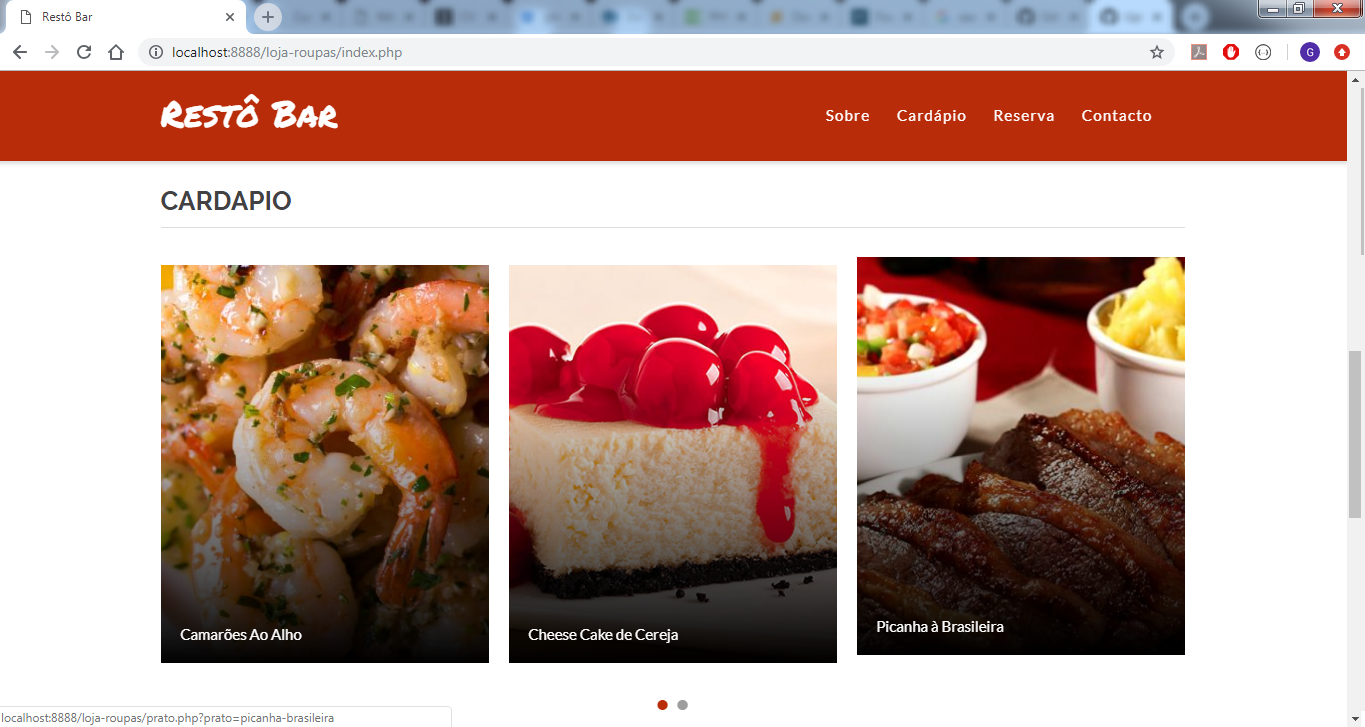 Restô Bar
localhost:8888/loja-roupas/index.php
G
Restô Bar
Sobre Cardápio Reserva Contacto
CARDAPIO
Camarões Ao Alho
Cheese Cake de Cereja
Picanha à Brasileira
localhost:8888/loja-roupas/prato.php?prato=picanha-brasileira